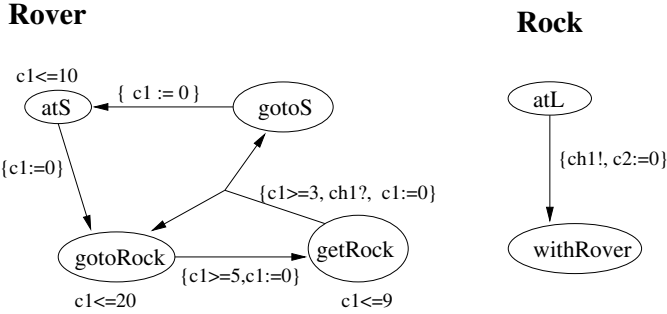 Rover
Rock
c1<=10
atS
{ c1 := 0 }
gotoS
atL
{c1:=0}
{ch1!, c2:=0}
{c1>=3, ch1?, c1:=0}
gotoRock
getRock
withRover
{c1>=5,c1:=0}
c1<=20
c1<=9